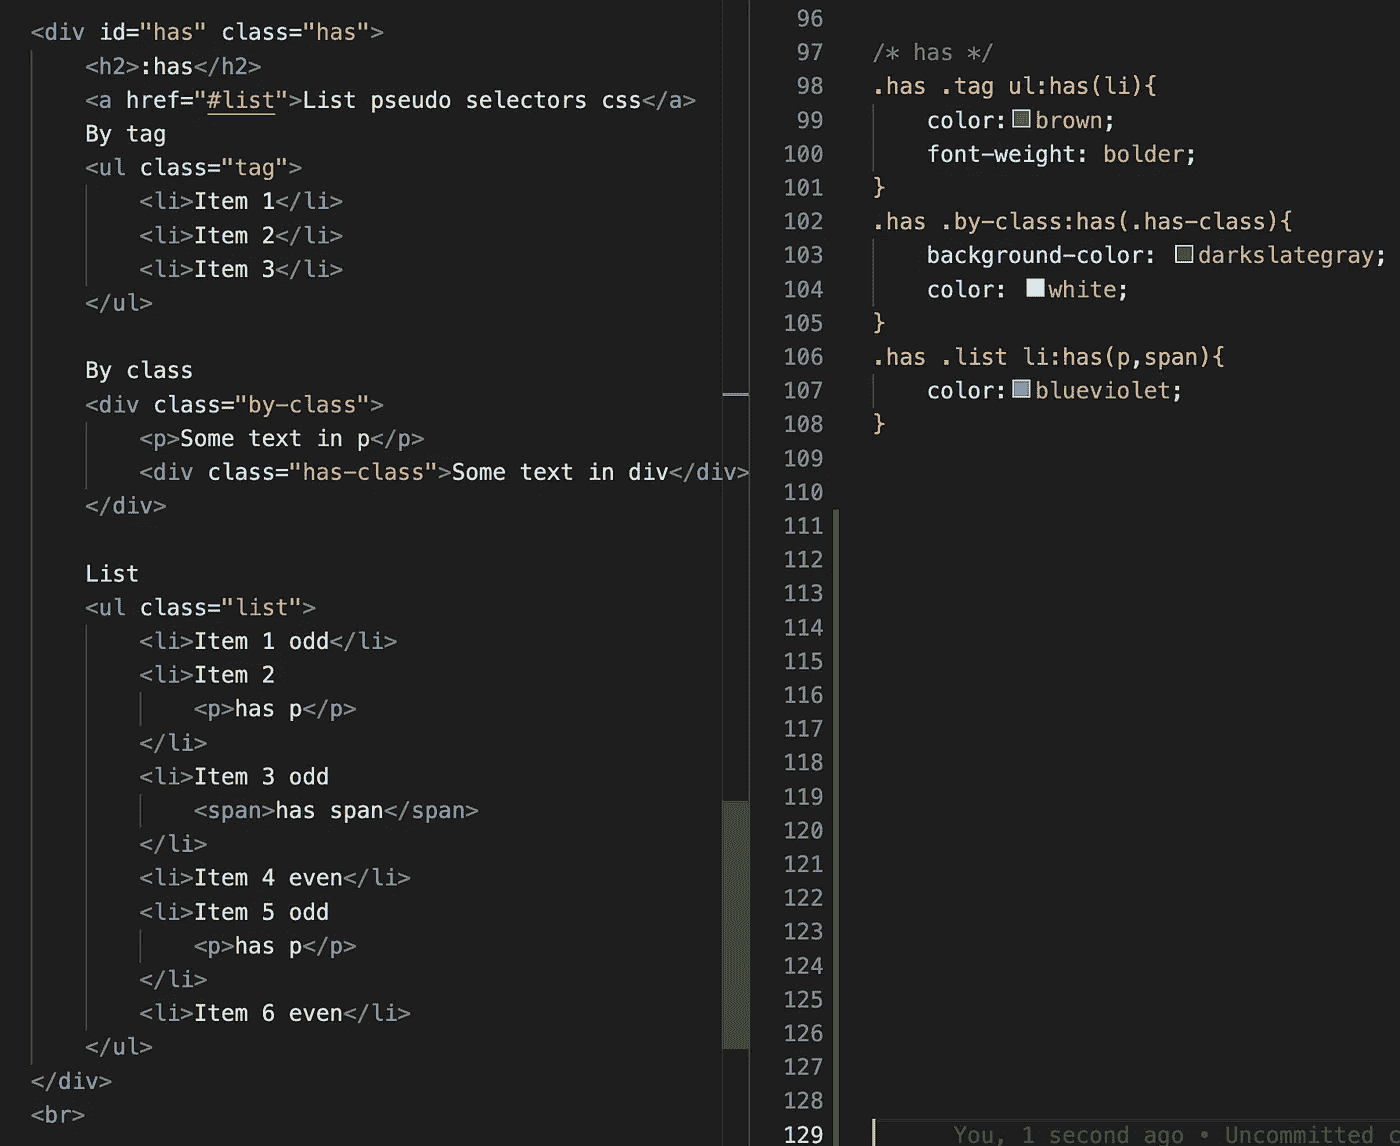 <div id="has" class="has">
<h2>:has</h2>
<a href="#list">List pseudo selectors css</a>
By tag
<ul class="tag">
<li>Item 1</li>
<li>Item 2</li>
<li>Item 3</li>
</ul>
By class
<div class="by-class">
<p>Some text in p</p>
<div class="has-class">Some text in div</div>
</div>
List
<ul class="list">
<li>Item 1 odd</li>
<li>Item 2
<p>has p</p>
</li>
<li>Item 3 odd
<span>has span</span>
</li>
<li>Item 4 even</li>
<li>Item 5 odd
<p>has p</p>
</li>
<li>Item 6 even</li>
</ul>
</div>
<br>
96
97 /* has */
98 .has .tag ul:has(li){
99 color:brown;
100 font-weight: bolder;
101 }
102 .has .by-class:has(.has-class){
103 background-color: darkslategray;
104 color: white;
105 }
106 .has .list li:has(p,span){
107 color:blueviolet;
108 }
109
110
111
112
113
114
115
116
117
118
119
120
121
122
123
124
125
126
127
128
129 You, 1 second ago • Uncommitted